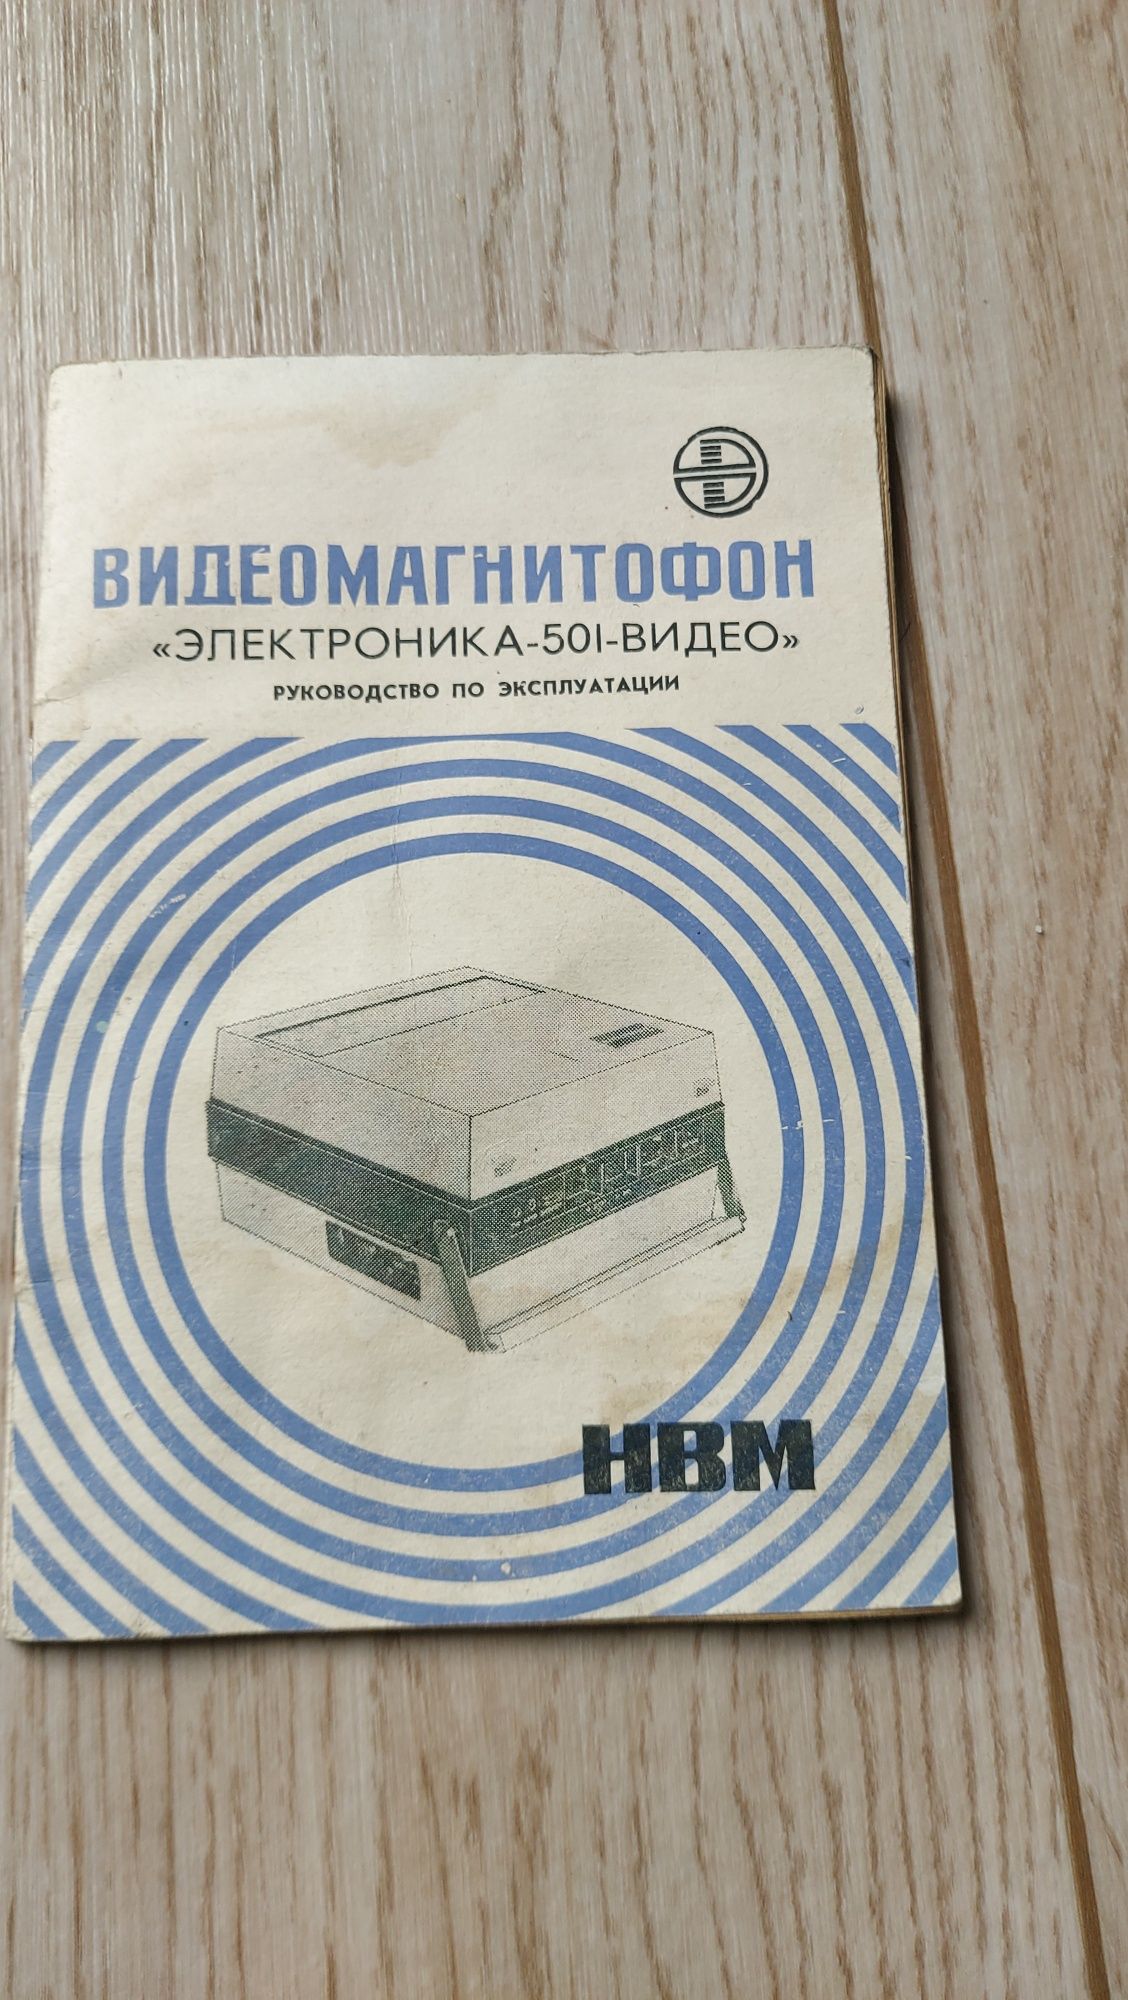 ВИДЕОМАГНИТОФОН
«ЭЛЕКТРОНИКА-501-ВИДЕО»
РУКОВОДСТВО ПО ЭКСПЛУАТАЦИИ
НВМ